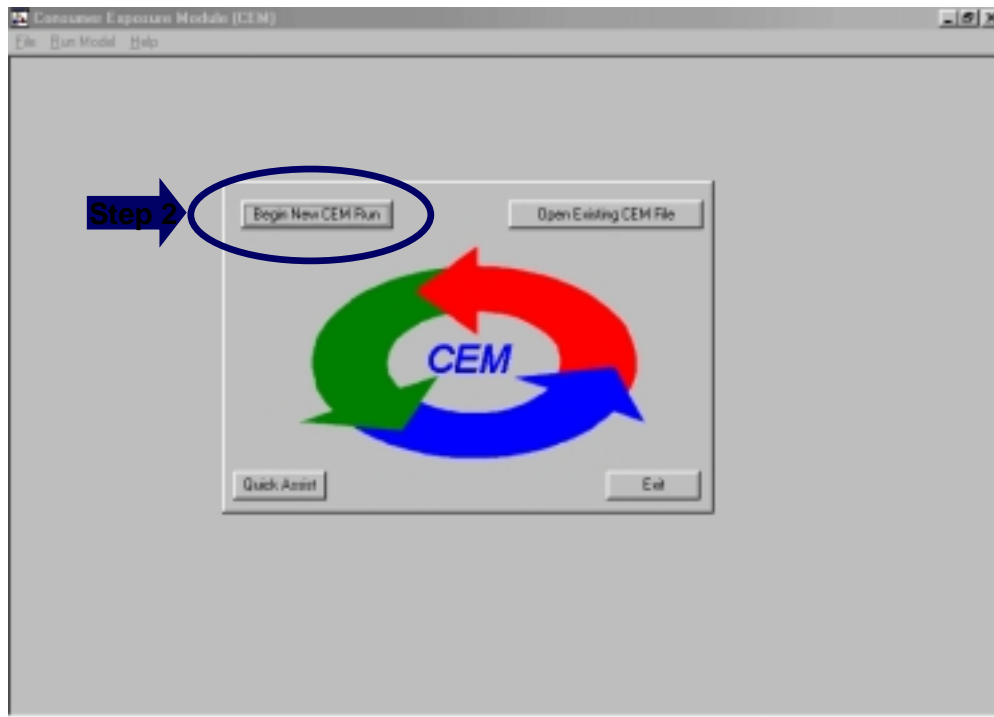 Consumer Exposure Module (CEM)
File Run Model Help
Step 2
Begin New CEM Run
Open Existing CEM File
CEM
Quick Assist
Exit